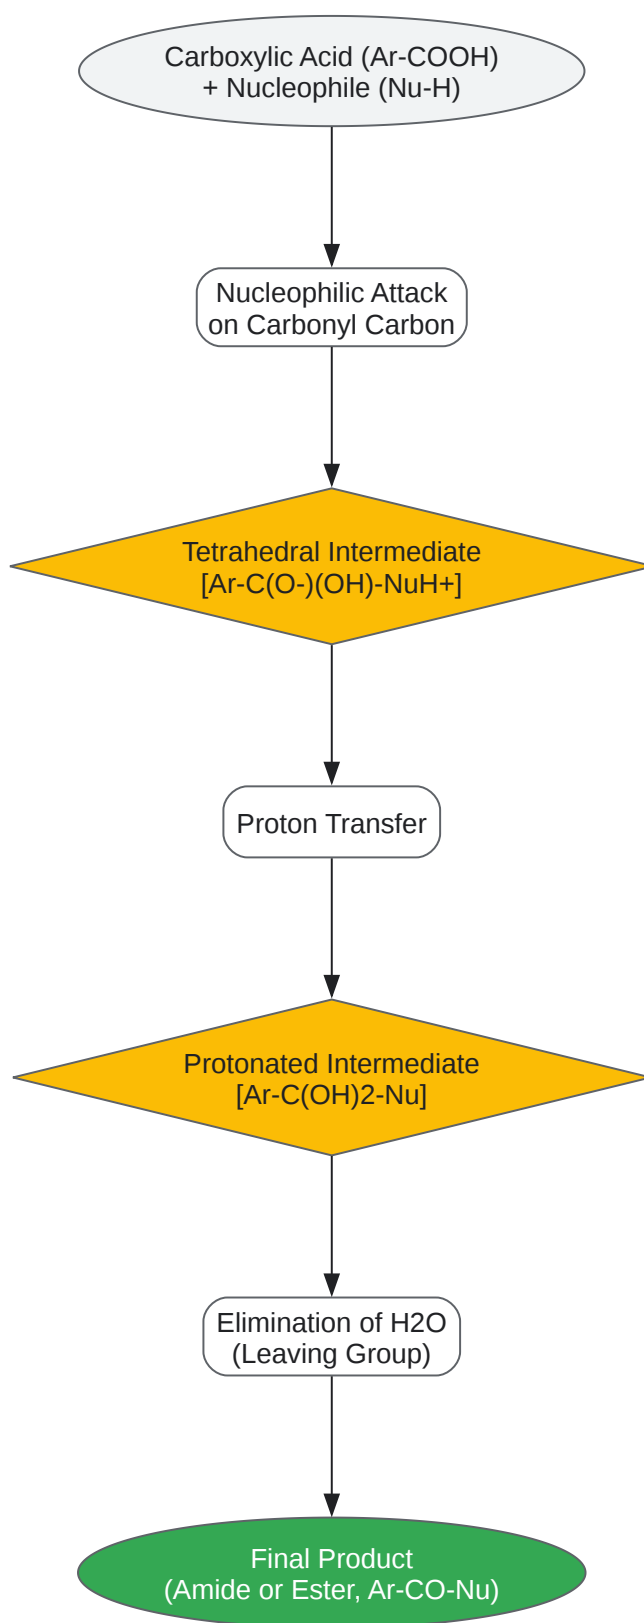 Carboxylic Acid (Ar-COOH)
+ Nucleophile (Nu-H)
Nucleophilic Attack
on Carbonyl Carbon
Tetrahedral Intermediate
[Ar-C(O-)(OH)-NuH+]
Proton Transfer
Protonated Intermediate
[Ar-C(OH)2-Nu]
Elimination of H2O
(Leaving Group)
Final Product
(Amide or Ester, Ar-CO-Nu)